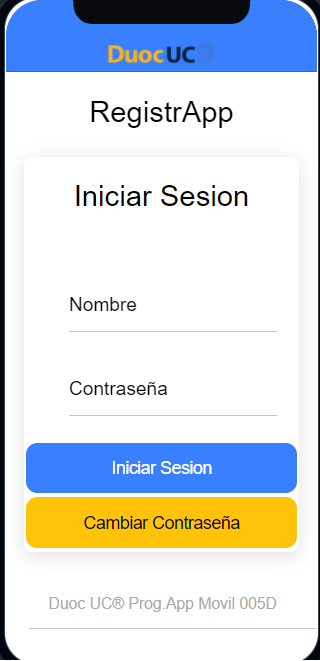 DuocUC®
RegistrApp
Iniciar Sesion
Nombre
Contraseña
Iniciar Sesion
Cambiar Contraseña
Duoc UC® Prog.App Movil 005D